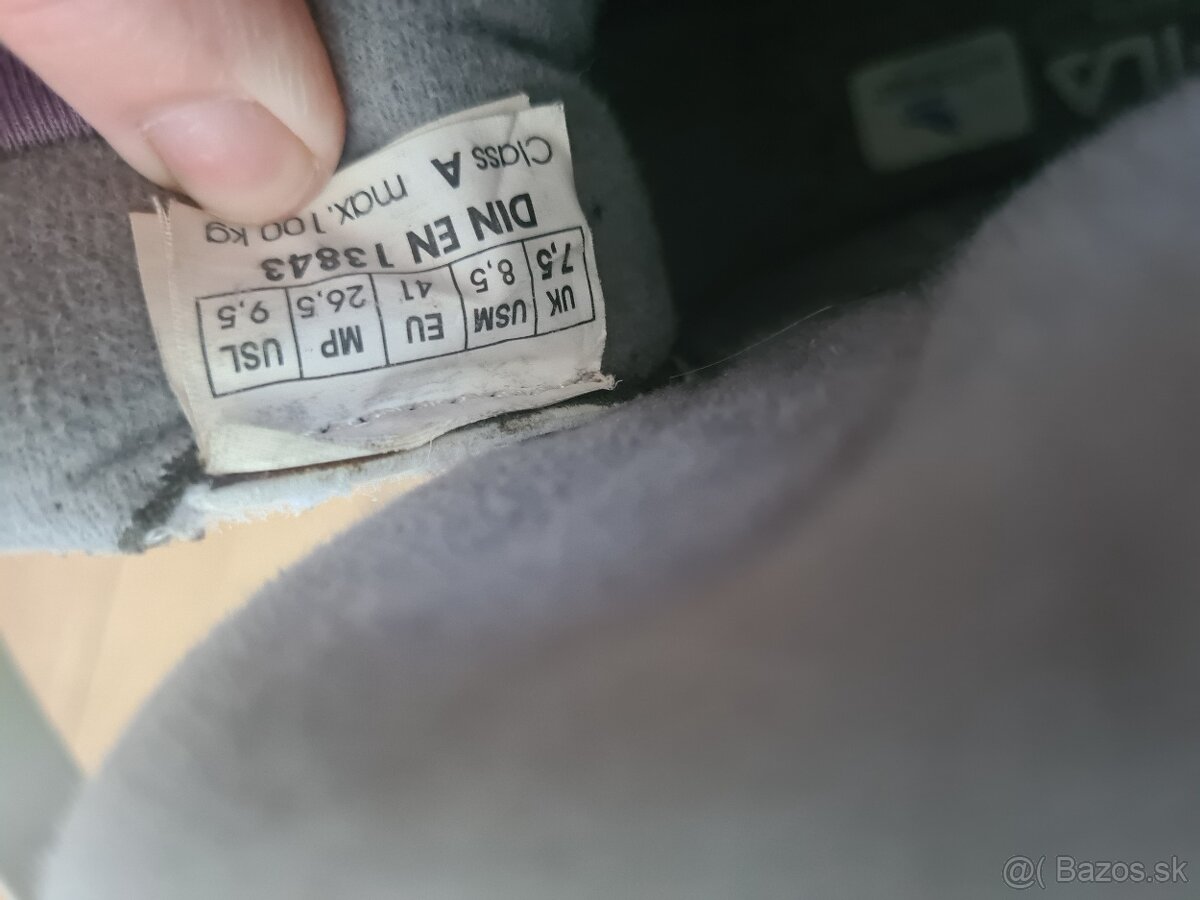 UK USM EU MP USL
7,5 8,5 41 26,5 9,5
DIN EN 13843
Class A max. 100 kg
@( Bazos.sk